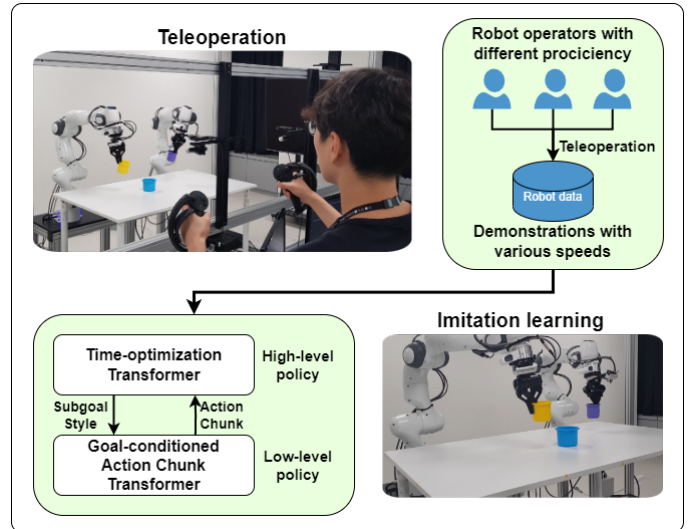 Teleoperation
Robot operators with
different prociciency
Teleoperation
Robot data
Demonstrations with
various speeds
Imitation learning
Time-optimization
Transformer
High-level
policy
Subgoal
Style
Action
Chunk
Goal-conditioned
Action Chunk
Transformer
Low-level
policy